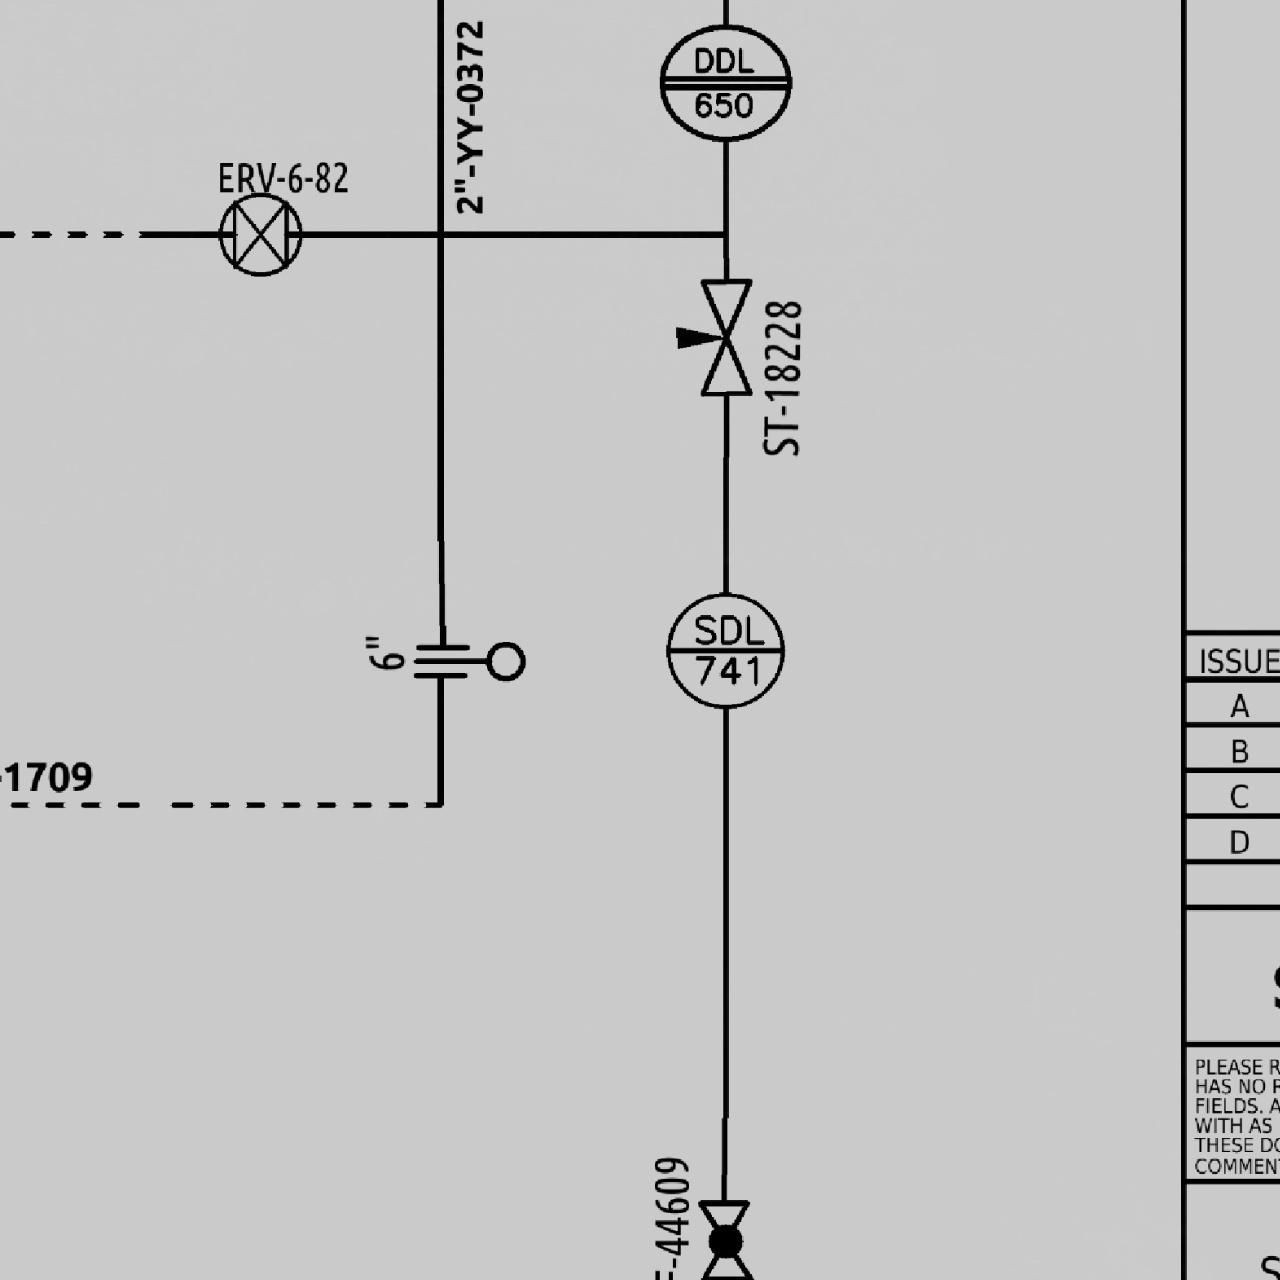 2"-YY-0372
DDL
650
ERV-6-82
ST-18228
SDL
741
6"
-1709
-44609
ISSUE
A
B
C
D
PLEASE
HAS NO
FIELDS.
WITH AS
THESE
COMMENT